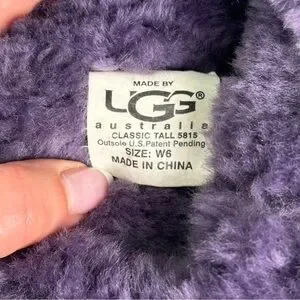 MADE BY
UGG®
australia
CLASSIC TALL 5815
Outsole U.S.Patent Pending
SIZE: W6
MADE IN CHINA